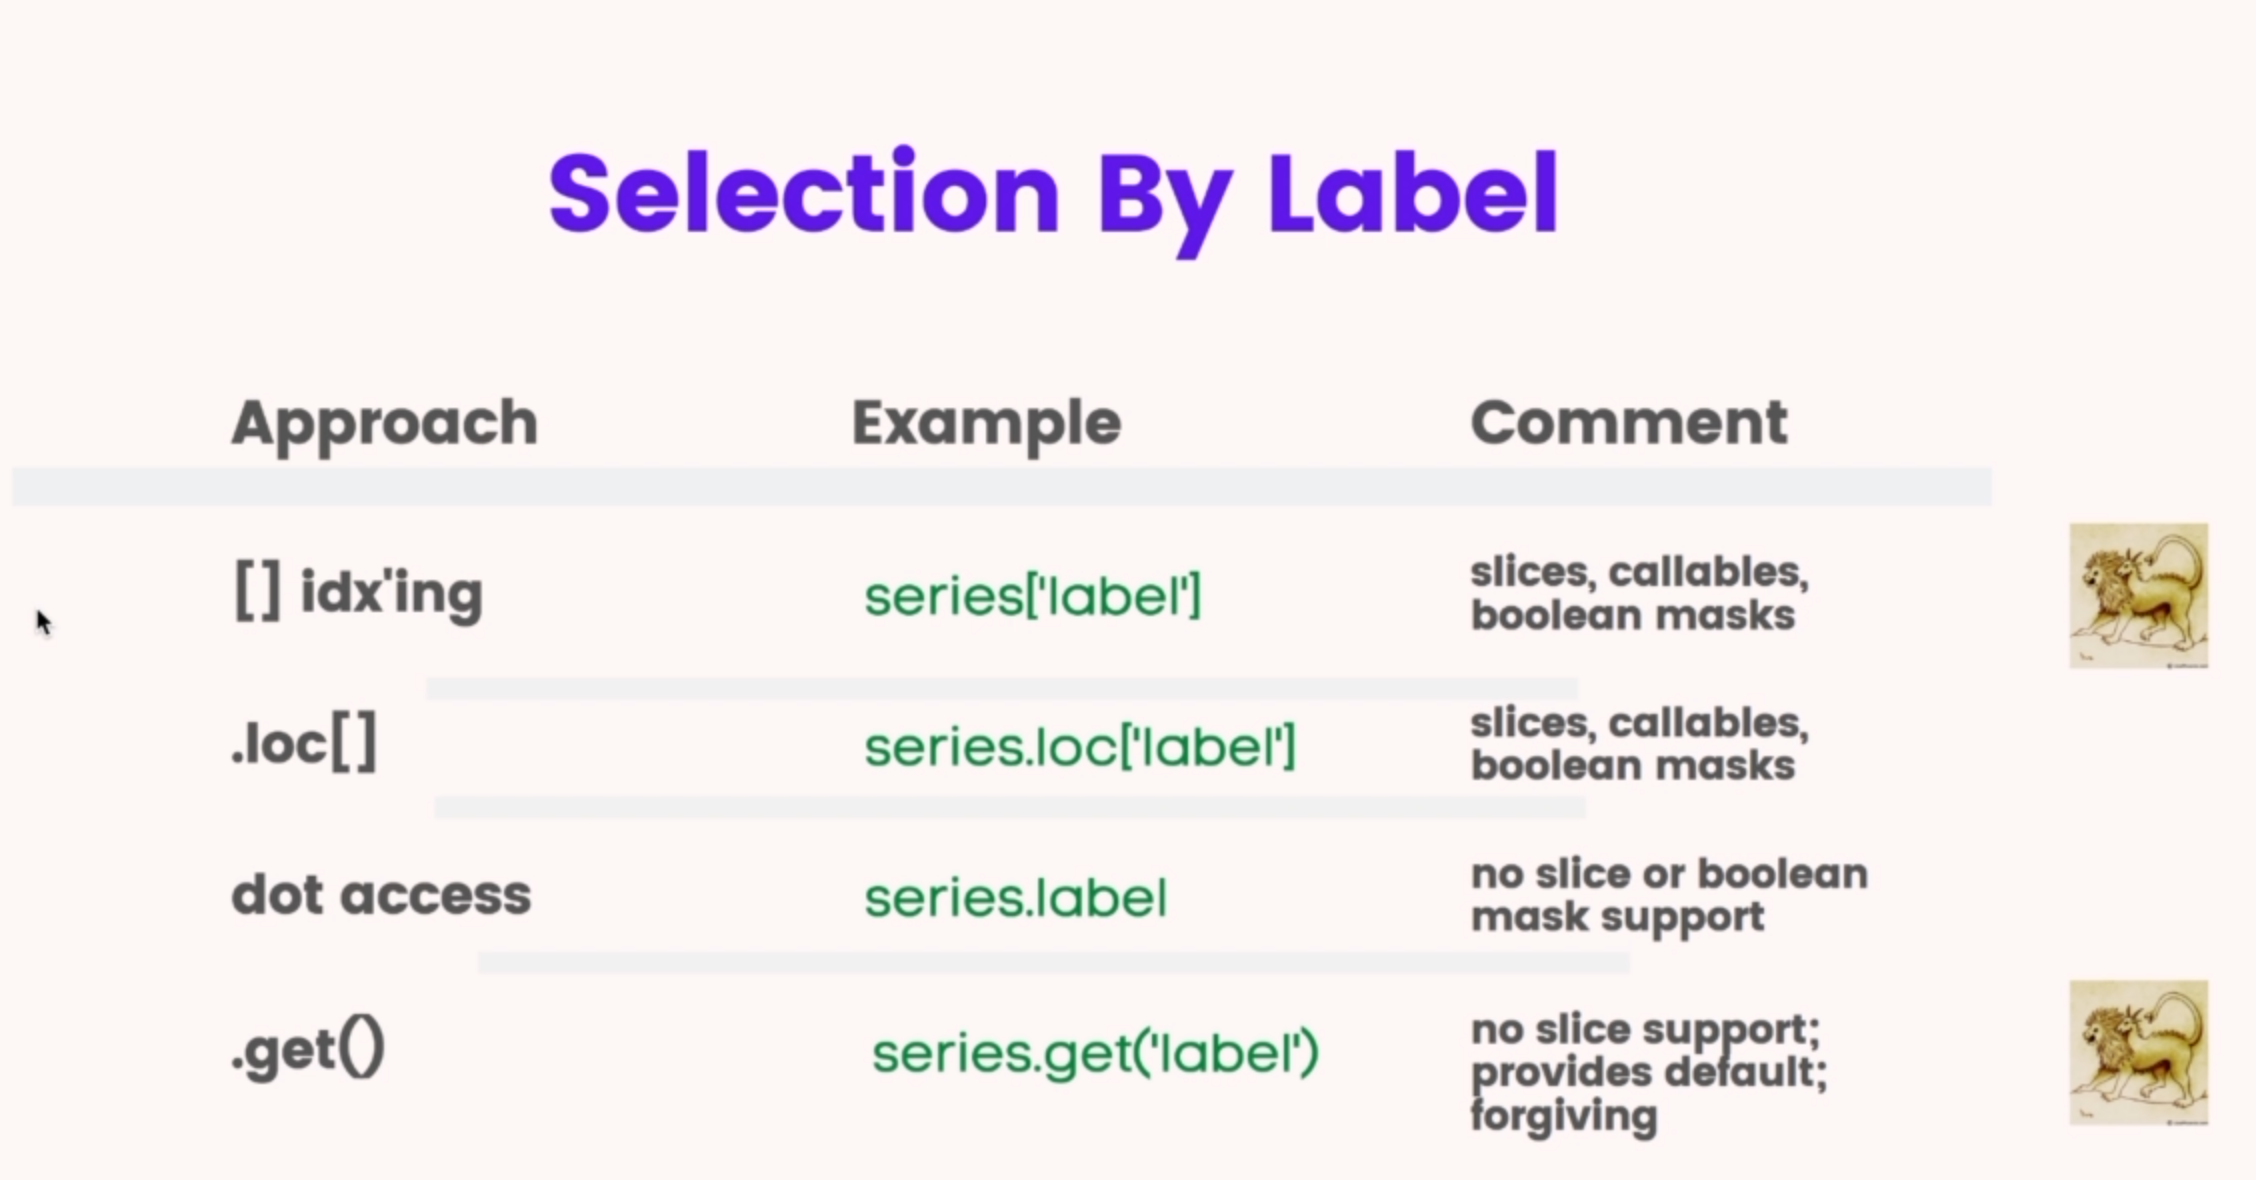 Selection By Label
Approach Example Comment
[] idx'ing series['label'] slices, callables,
boolean masks
.loc[] series.loc['label'] slices, callables,
boolean masks
dot access series.label no slice or boolean
mask support
.get() series.get('label') no slice support;
provides default;
forgiving